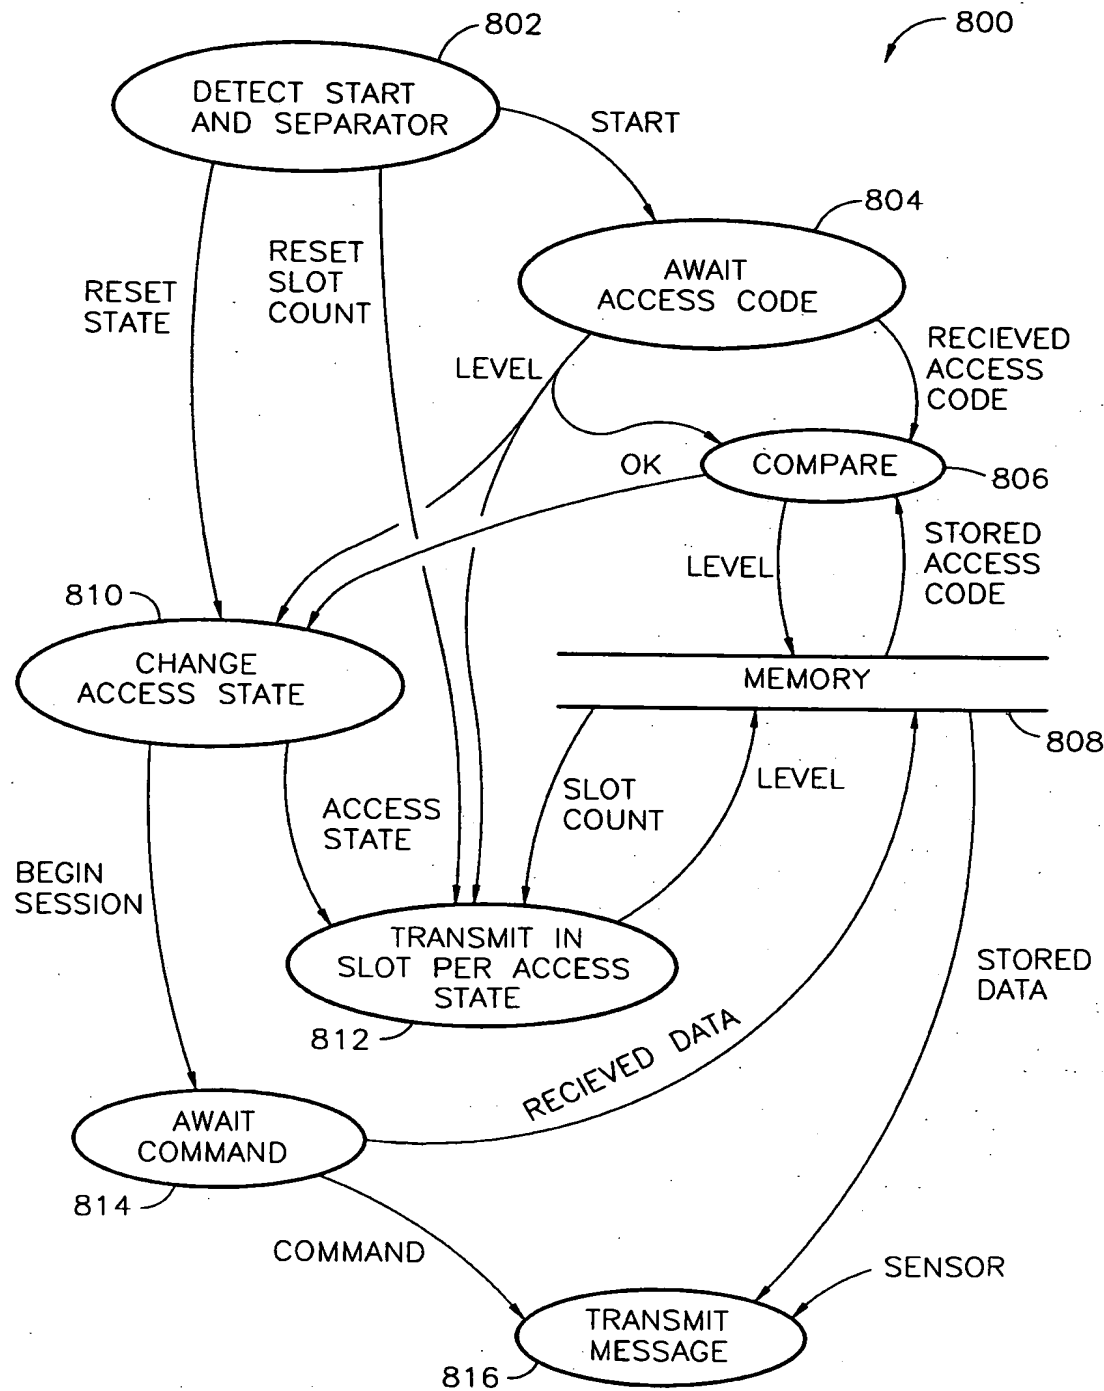 802
800
DETECT START
AND SEPARATOR
START
804
RESET
SLOT
COUNT
AWAIT
ACCESS CODE
RESET
STATE
RECIEVED
ACCESS
CODE
LEVEL
OK
COMPARE
806
STORED
ACCESS
CODE
LEVEL
810
CHANGE
ACCESS STATE
MEMORY
808
LEVEL
SLOT
COUNT
ACCESS
STATE
BEGIN
SESSION
TRANSMIT IN
SLOT PER ACCESS
STATE
STORED
DATA
812
RECIEVED DATA
AWAIT
COMMAND
814
COMMAND
SENSOR
TRANSMIT
MESSAGE
816